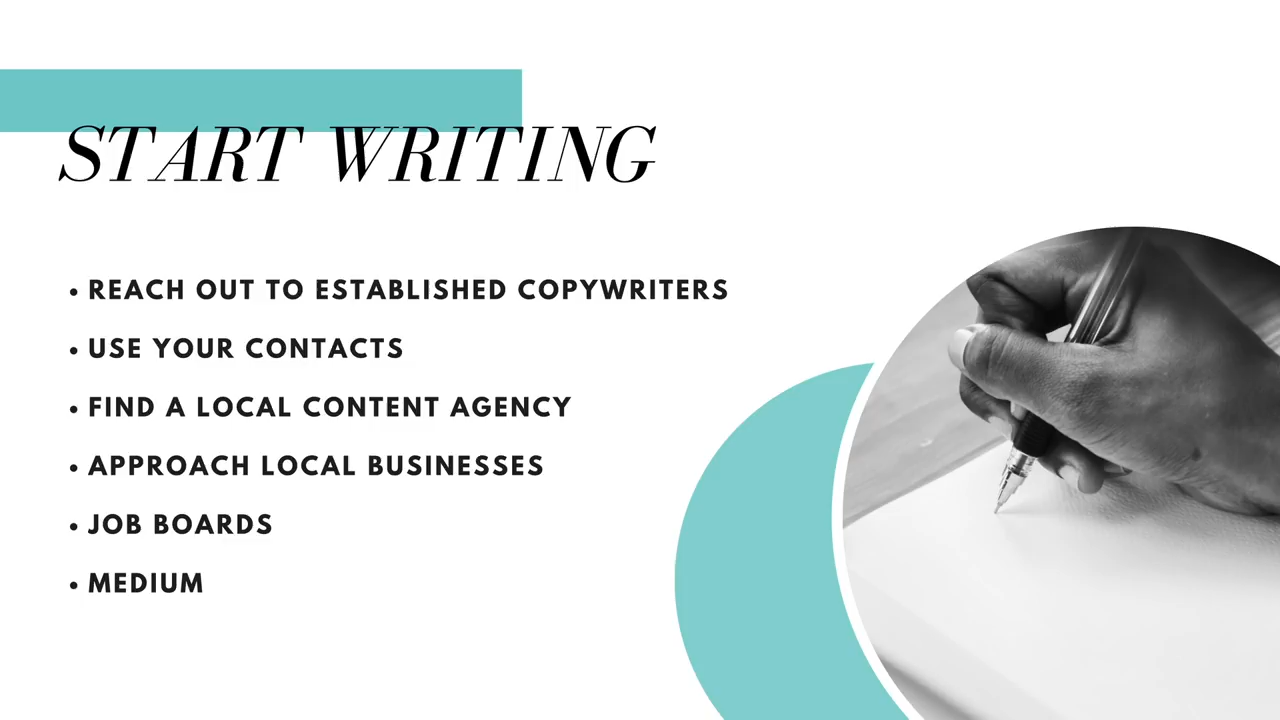 START WRITING
• REACH OUT TO ESTABLISHED COPYWRITERS
• USE YOUR CONTACTS
• FIND A LOCAL CONTENT AGENCY
• APPROACH LOCAL BUSINESSES
• JOB BOARDS
• MEDIUM